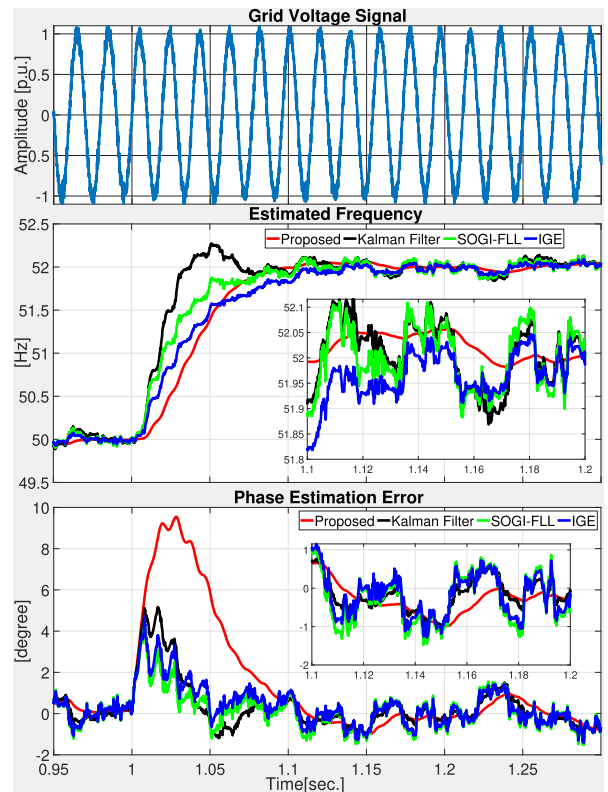 Grid Voltage Signal
Amplitude [p.u.]
1
0.5
0
-0.5
-1
Estimated Frequency
[Hz]
52.5
52
51.5
51
50.5
50
49.5
Proposed Kalman Filter SOGI-FLL IGE
52.1
52.05
52
51.95
51.9
51.85
51.8
1.1 1.12 1.14 1.16 1.18 1.2
Phase Estimation Error
[degree]
10
8
6
4
2
0
-2
Proposed Kalman Filter SOGI-FLL IGE
1
0
-1
-2
1.1 1.12 1.14 1.16 1.18 1.2
0.95 1 1.05 1.1 1.15 1.2 1.25
Time[sec.]